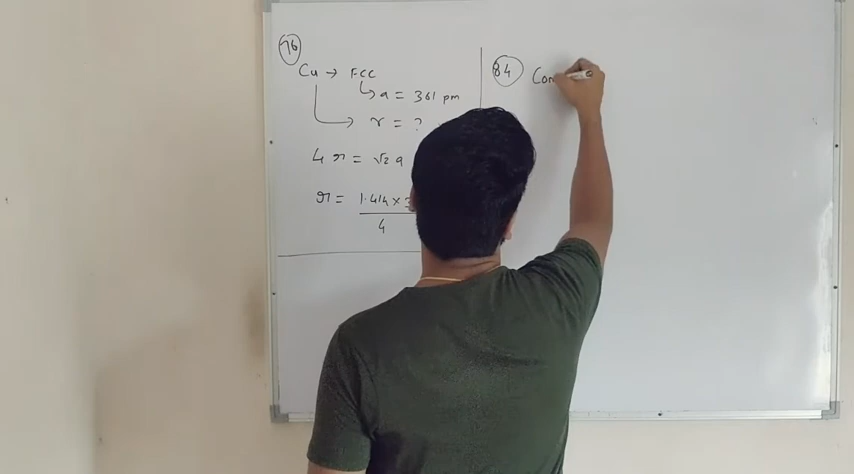 76
Cu → FCC
↳ a = 361 pm
→ r = ?
4 r = √2 a
r = 1.414 ×
4
84 Con